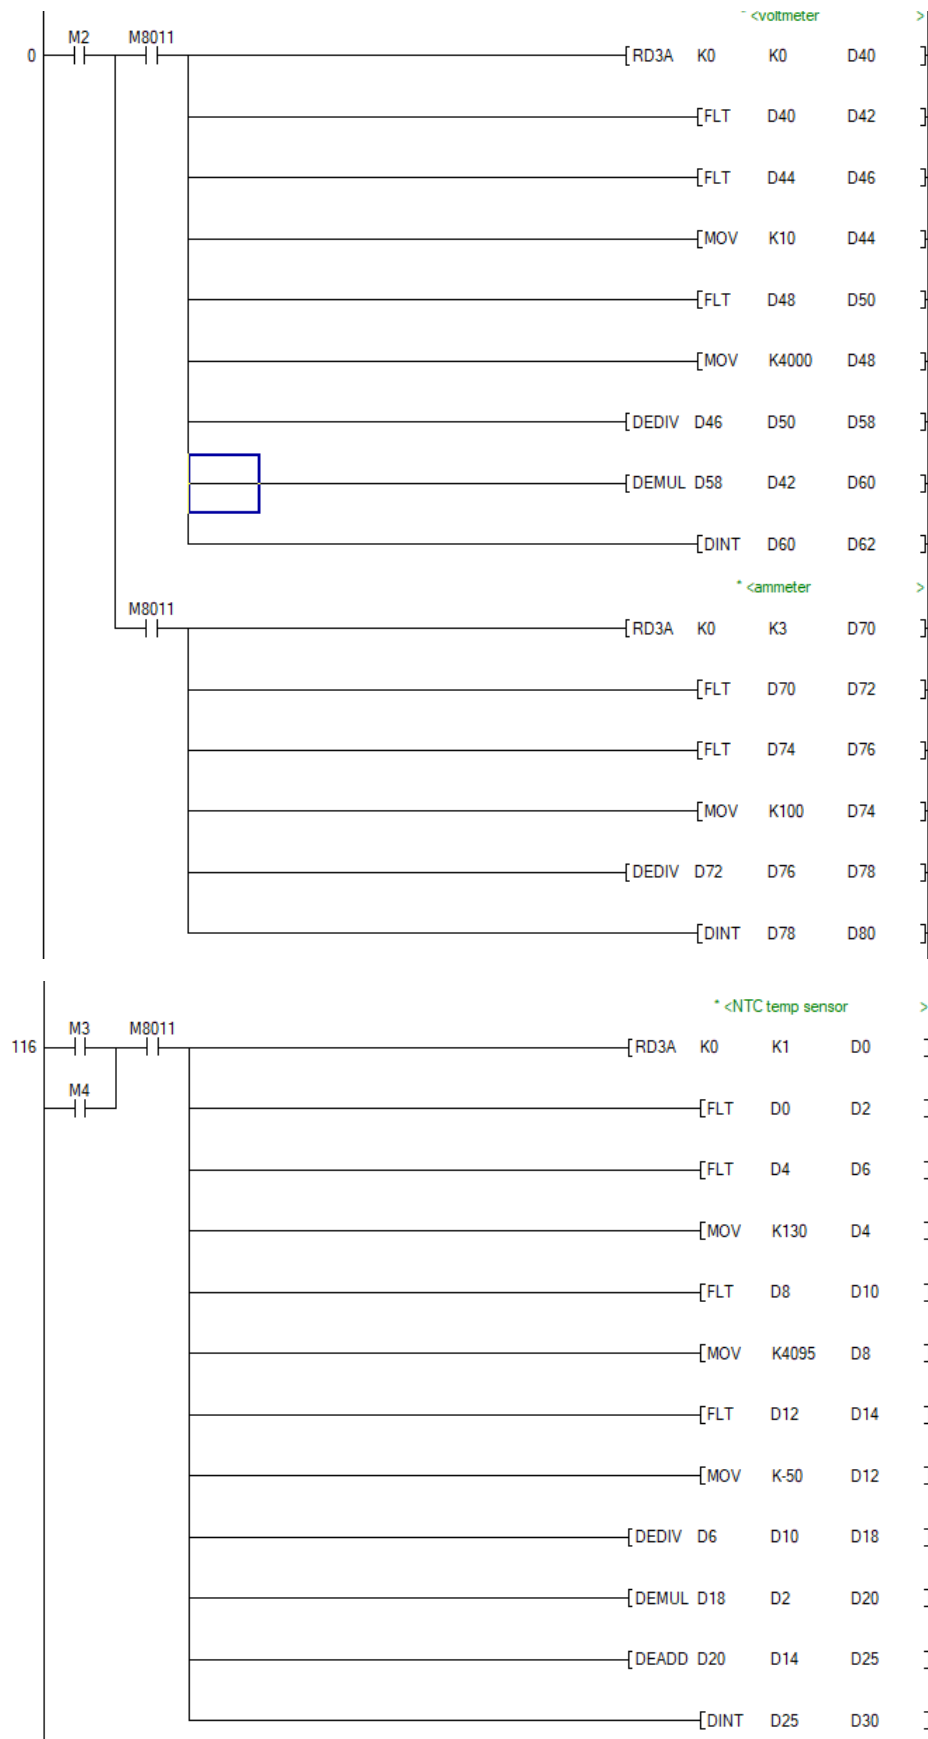 * <voltmeter >
M2 M8011
0 [RD3A K0 K0 D40 ]
[FLT D40 D42 ]
[FLT D44 D46 ]
[MOV K10 D44 ]
[FLT D48 D50 ]
[MOV K4000 D48 ]
[DEDIV D46 D50 D58 ]
[DEMUL D58 D42 D60 ]
[DINT D60 D62 ]
* <ammeter >
M8011
[RD3A K0 K3 D70 ]
[FLT D70 D72 ]
[FLT D74 D76 ]
[MOV K100 D74 ]
[DEDIV D72 D76 D78 ]
[DINT D78 D80 ]
* <NTC temp sensor >
M3 M8011
116 [RD3A K0 K1 D0 ]
M4
[FLT D0 D2 ]
[FLT D4 D6 ]
[MOV K130 D4 ]
[FLT D8 D10 ]
[MOV K4095 D8 ]
[FLT D12 D14 ]
[MOV K-50 D12 ]
[DEDIV D6 D10 D18 ]
[DEMUL D18 D2 D20 ]
[DEADD D20 D14 D25 ]
[DINT D25 D30 ]